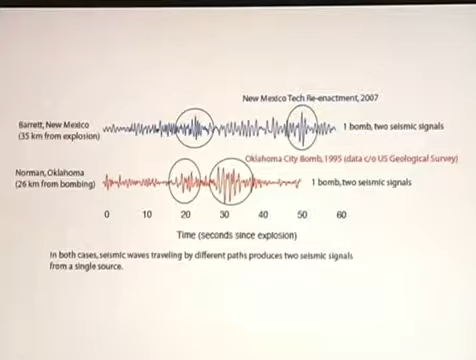 New Mexico Tech Re-enactment, 2007
Barrett, New Mexico
(35 km from explosion)
1 bomb, two seismic signals
Oklahoma City Bomb, 1995 (data c/o US Geological Survey)
Norman, Oklahoma
(26 km from bombing)
1 bomb, two seismic signals
0 10 20 30 40 50 60
Time (seconds since explosion)
In both cases, seismic waves traveling by different paths produces two seismic signals
from a single source.